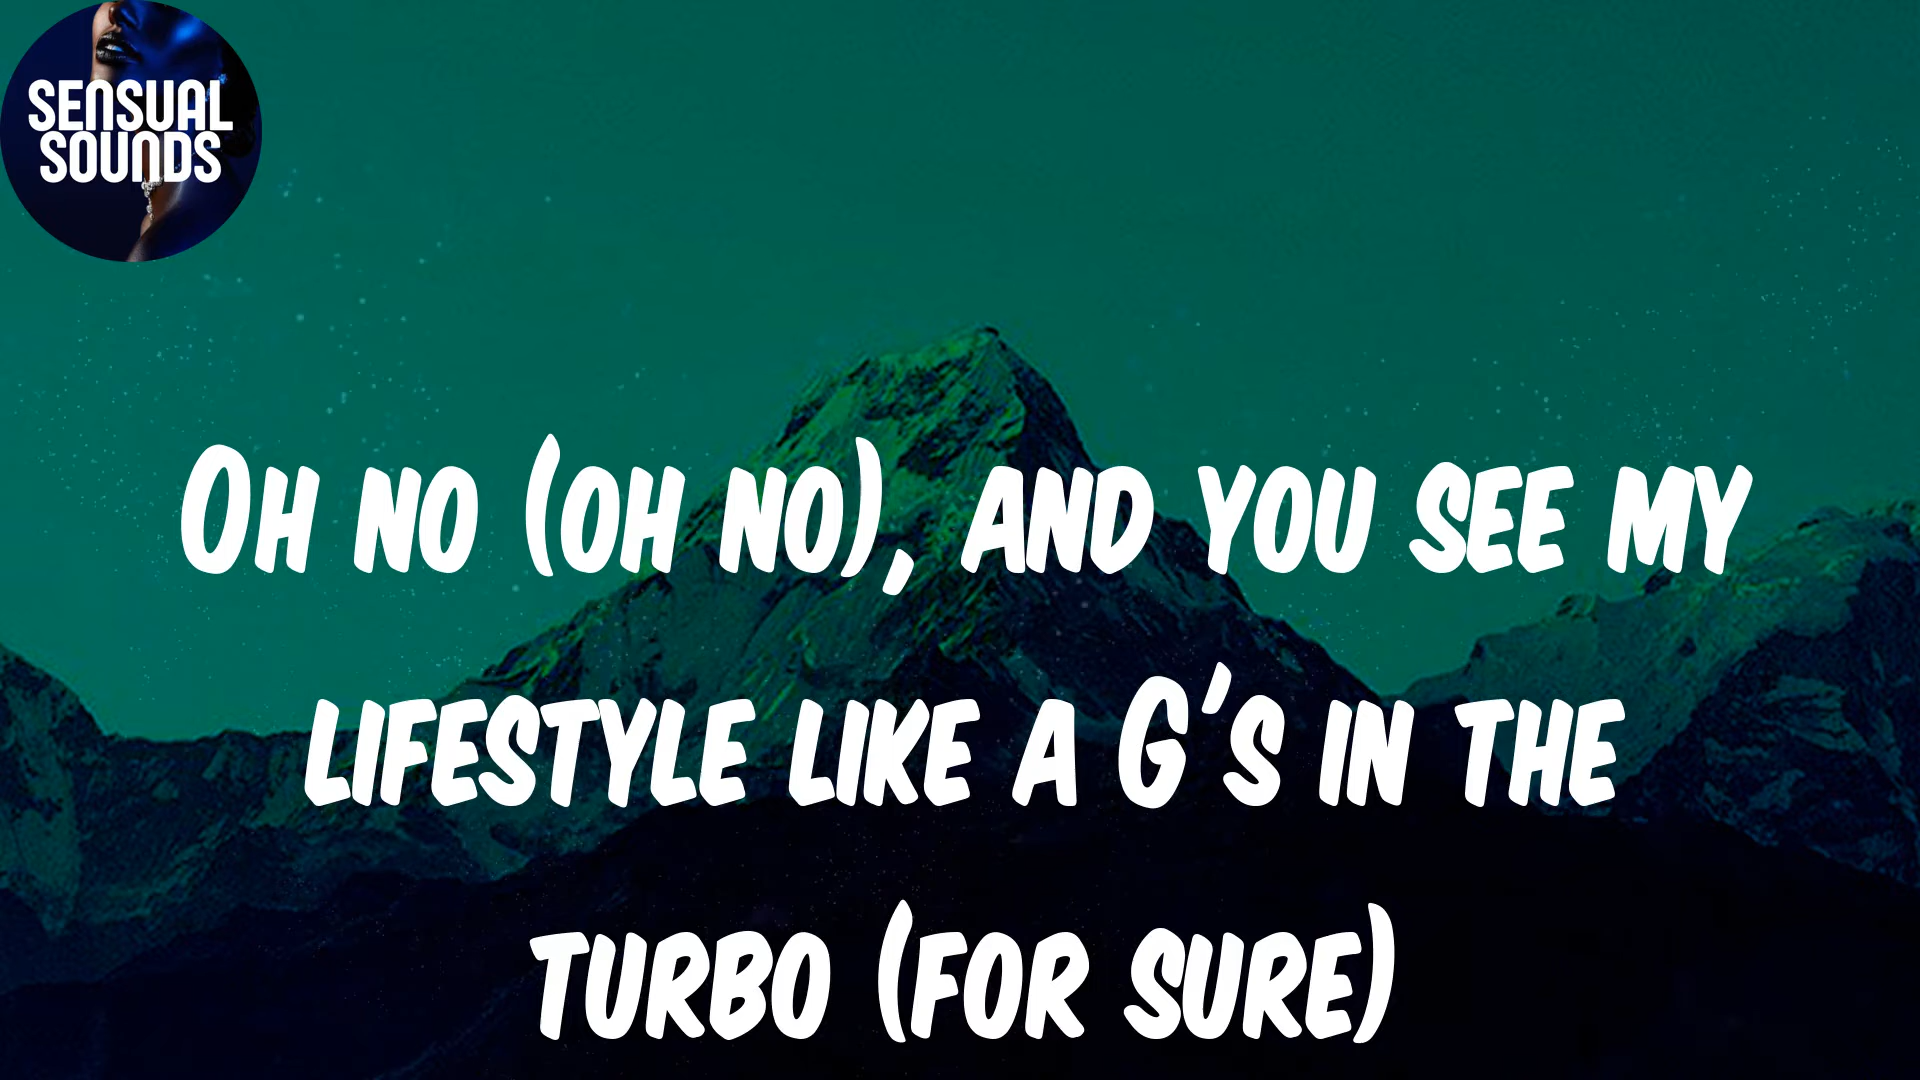 SENSUAL
SOUNDS
Oh no (oh no), and you see my
lifestyle like a G's in the
turbo (for sure)